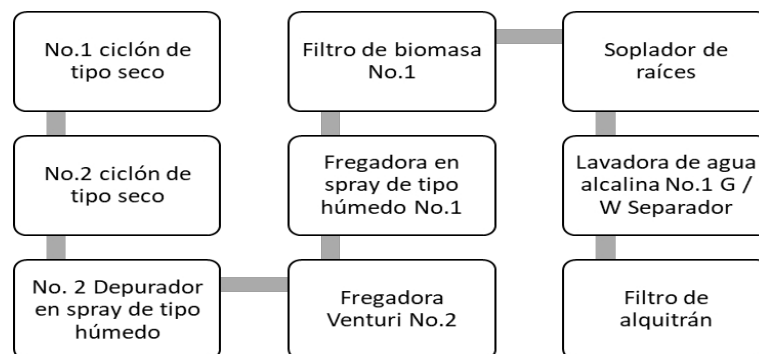 No.1 ciclón de
tipo seco
No.2 ciclón de
tipo seco
No. 2 Depurador
en spray de tipo
húmedo
Fregadora
Venturi No.2
Fregadora en
spray de tipo
húmedo No.1
Filtro de biomasa
No.1
Soplador de
raíces
Lavadora de agua
alcalina No.1 G /
W Separador
Filtro de
alquitrán